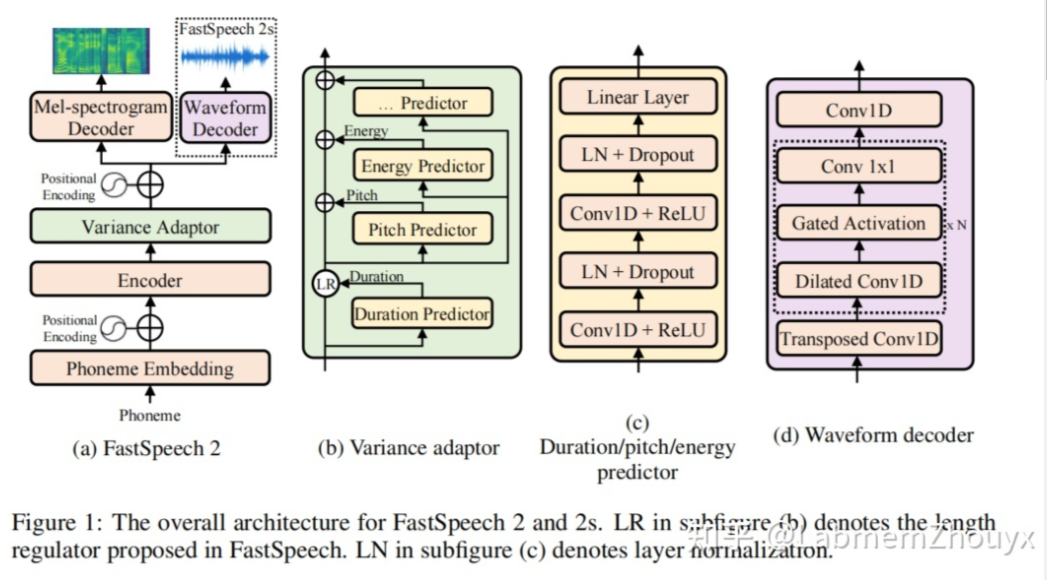 FastSpeech 2s
Mel-spectrogram
Decoder
Waveform
Decoder
Positional
Encoding
Variance Adaptor
Encoder
Positional
Encoding
Phoneme Embedding
Phoneme
(a) FastSpeech 2
... Predictor
Energy
Energy Predictor
Pitch
Pitch Predictor
LR
Duration
Duration Predictor
(b) Variance adaptor
Linear Layer
LN + Dropout
Conv1D + ReLU
LN + Dropout
Conv1D + ReLU
(c)
Duration/pitch/energy
predictor
Conv1D
Conv 1x1
Gated Activation
x N
Dilated Conv1D
Transposed Conv1D
(d) Waveform decoder
Figure 1: The overall architecture for FastSpeech 2 and 2s. LR in subfigure (b) denotes the length
regulator proposed in FastSpeech. LN in subfigure (c) denotes layer normalization.
知乎 @LabmemZhouyx